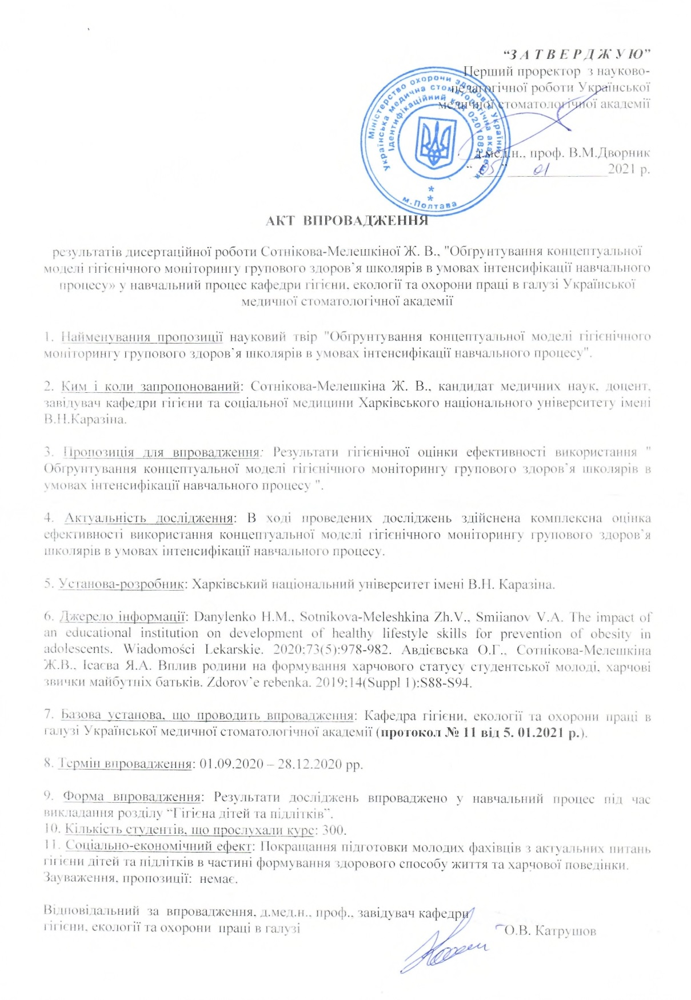 “З А Т В Е Р Д Ж У Ю”
Перший проректор з науково-
педагогічної роботи Української
медичної стоматологічної академії
д.мед.н., проф. В.М.Дворник
“ 05 ” 01 2021 р.
Міністерство охорони здоров'я України
Українська медична стоматологічна академія
Ідентифікаційний код 02010824
* *
м.Полтава
АКТ ВПРОВАДЖЕННЯ
результатів дисертаційної роботи Сотнікова-Мелешкіної Ж. В., "Обґрунтування концептуальної
моделі гігієнічного моніторингу групового здоров`я школярів в умовах інтенсифікації навчального
процесу» у навчальний процес кафедри гігієни, екології та охорони праці в галузі Української
медичної стоматологічної академії
1. Найменування пропозиції науковий твір "Обґрунтування концептуальної моделі гігієнічного
моніторингу групового здоров`я школярів в умовах інтенсифікації навчального процесу".
2. Ким і коли запропонований: Сотнікова-Мелешкіна Ж. В., кандидат медичних наук, доцент,
завідувач кафедри гігієни та соціальної медицини Харківського національного університету імені
В.Н.Каразіна.
3. Пропозиція для впровадження: Результати гігієнічної оцінки ефективності використання "
Обґрунтування концептуальної моделі гігієнічного моніторингу групового здоров`я школярів в
умовах інтенсифікації навчального процесу ".
4. Актуальність дослідження: В ході проведених досліджень здійснена комплексна оцінка
ефективності використання концептуальної моделі гігієнічного моніторингу групового здоров`я
школярів в умовах інтенсифікації навчального процесу.
5. Установа-розробник: Харківський національний університет імені В.Н. Каразіна.
6. Джерело інформації: Danylenko H.M., Sotnikova-Meleshkina Zh.V., Smiianov V.A. The impact of
an educational institution on development of healthy lifestyle skills for prevention of obesity in
adolescents. Wiadomości Lekarskie. 2020;73(5):978-982. Авдієвська О.Г., Сотнікова-Мелешкіна
Ж.В., Ісаєва Я.А. Вплив родини на формування харчового статусу студентської молоді, харчові
звички майбутніх батьків. Zdorov`e rebenka. 2019;14(Suppl 1):S88-S94.
7. Базова установа, що проводить впровадження: Кафедра гігієни, екології та охорони праці в
галузі Української медичної стоматологічної академії (протокол № 11 від 5. 01.2021 р.).
8. Термін впровадження: 01.09.2020 – 28.12.2020 рр.
9. Форма впровадження: Результати досліджень впроваджено у навчальний процес під час
викладання розділу “Гігієна дітей та підлітків”.
10. Кількість студентів, що прослухали курс: 300.
11. Соціально-економічний ефект: Покращання підготовки молодих фахівців з актуальних питань
гігієни дітей та підлітків в частині формування здорового способу життя та харчової поведінки.
Зауваження, пропозиції: немає.
Відповідальний за впровадження, д.мед.н., проф., завідувач кафедри
гігієни, екології та охорони праці в галузі О.В. Катрушов